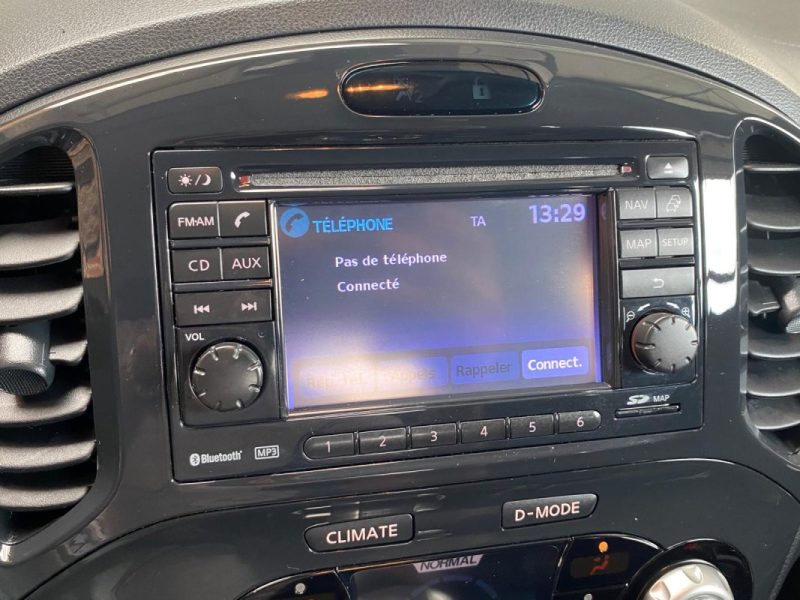 TÉLÉPHONE TA 13:29
Pas de téléphone
Connecté
Appels Rappeler Connect.
FM·AM
CD AUX
VOL
NAV
MAP SETUP
SD MAP
Bluetooth MP3
1 2 3 4 5 6
CLIMATE D-MODE
NORMAL